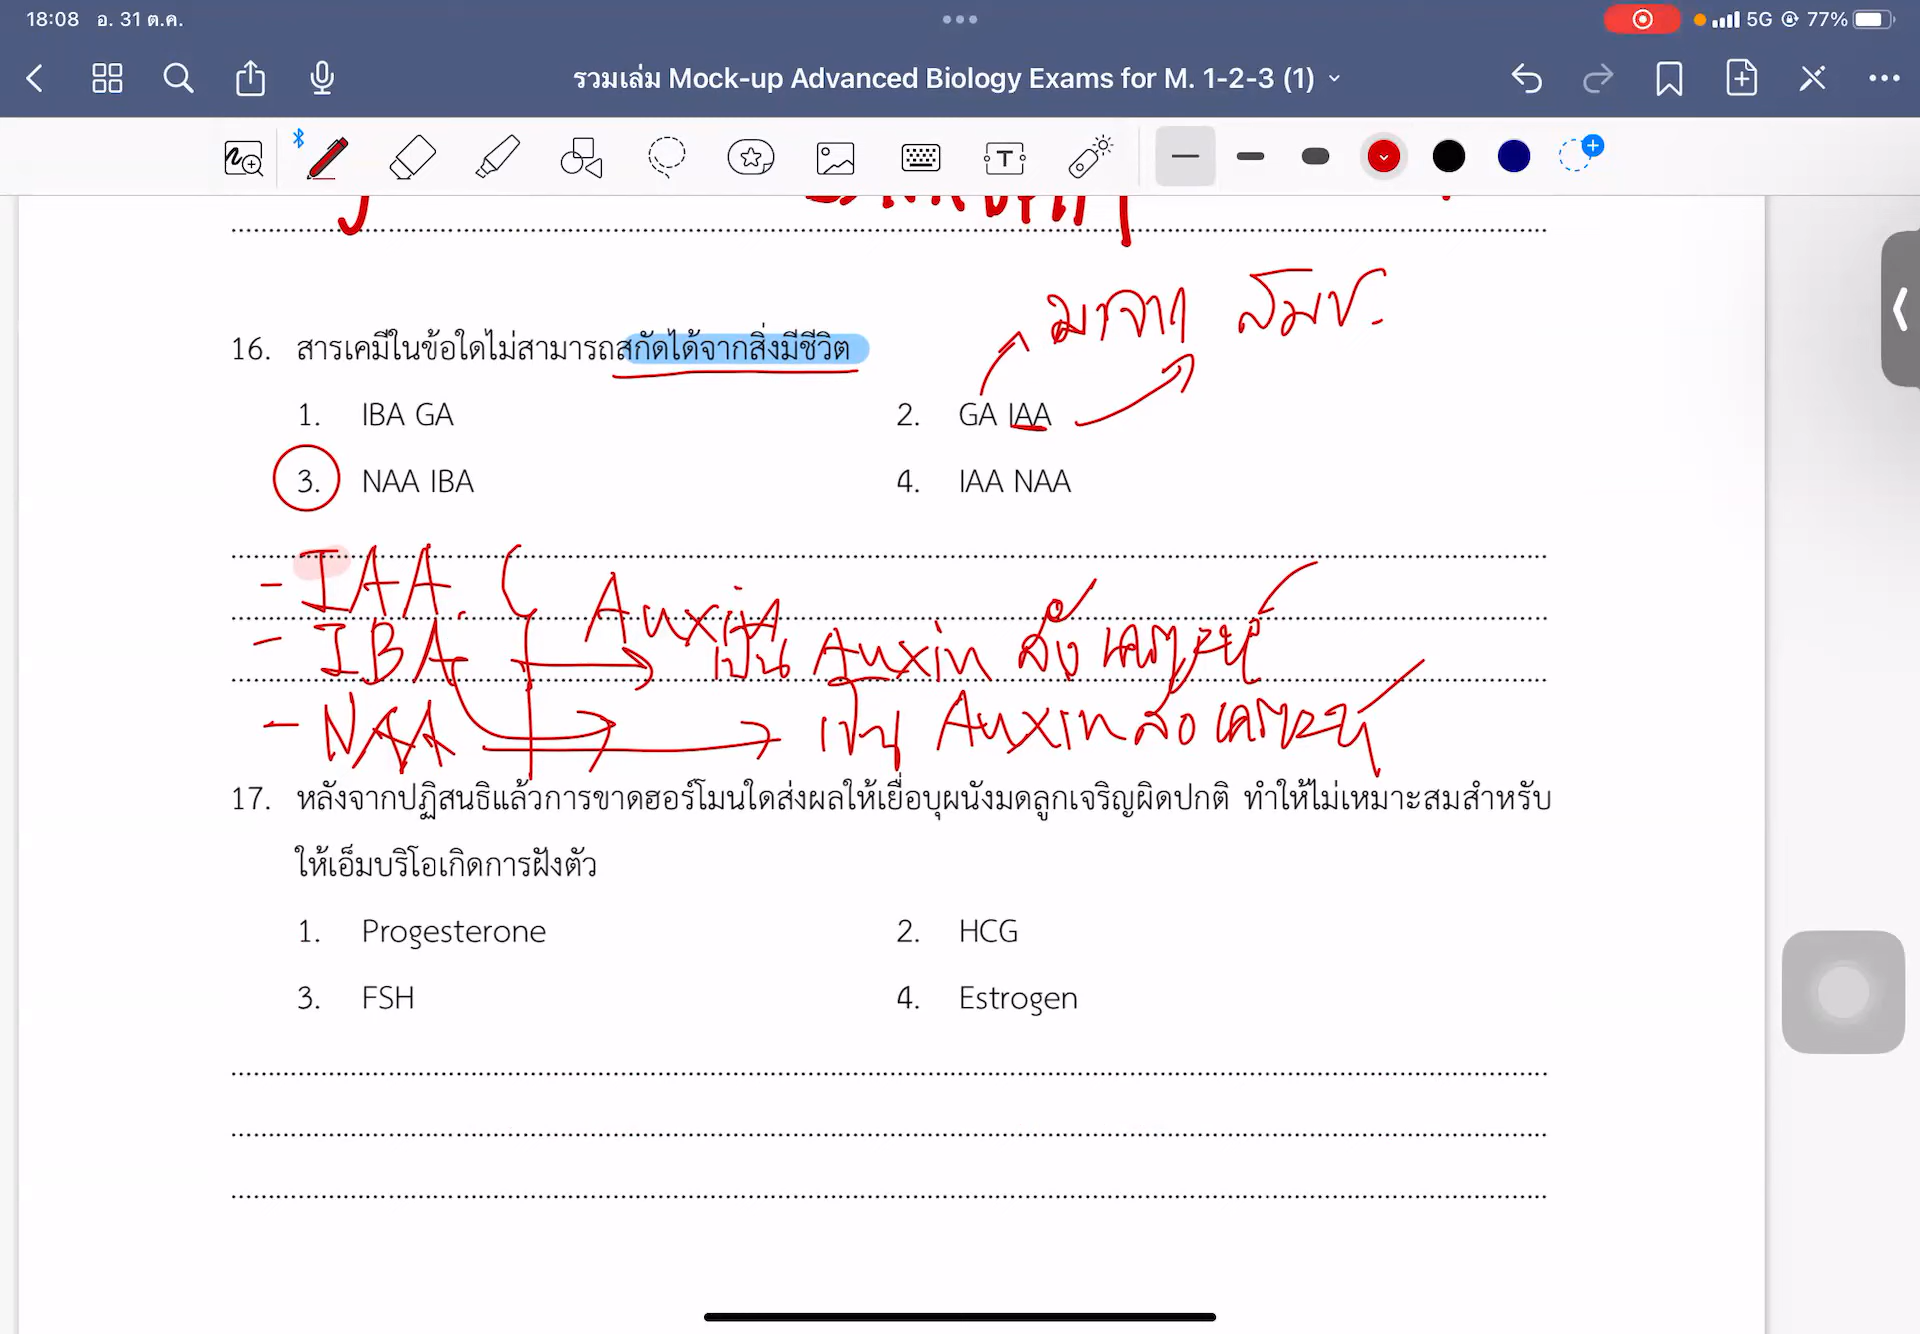 18:08 อ. 31 ต.ค.
5G 77%
รวมเล่ม Mock-up Advanced Biology Exams for M. 1-2-3 (1)
มาจาก สมช.
16. สารเคมีในข้อใดไม่สามารถสกัดได้จากสิ่งมีชีวิต
1. IBA GA
2. GA IAA
3. NAA IBA
4. IAA NAA
- IAA
Auxin
- IBA
เป็น Auxin สังเคราะห์
- NAA
เป็น Auxin สังเคราะห์
17. หลังจากปฏิสนธิแล้วการขาดฮอร์โมนใดส่งผลให้เยื่อบุผนังมดลูกเจริญผิดปกติ ทำให้ไม่เหมาะสมสำหรับ
ให้เอ็มบริโอเกิดการฝังตัว
1. Progesterone
2. HCG
3. FSH
4. Estrogen